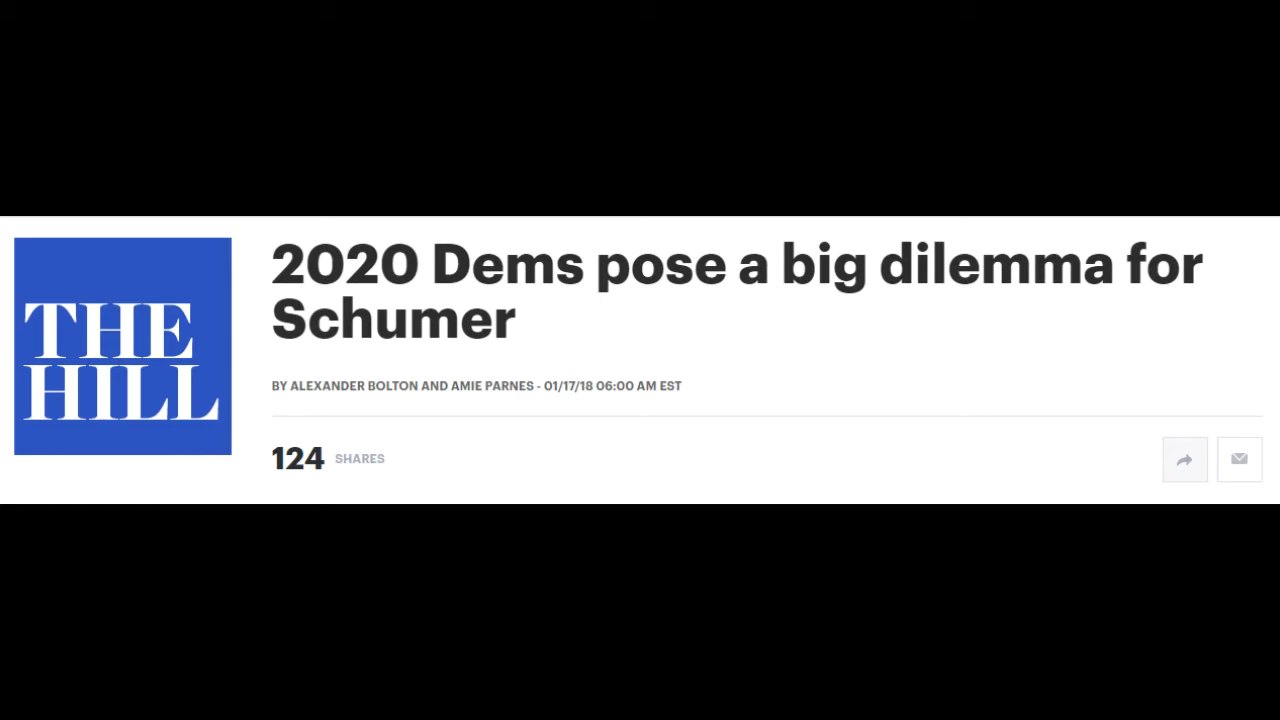 THE
HILL
2020 Dems pose a big dilemma for
Schumer
BY ALEXANDER BOLTON AND AMIE PARNES - 01/17/18 06:00 AM EST
124 SHARES